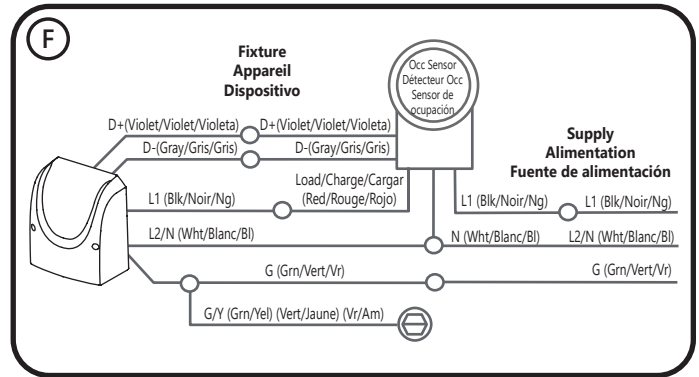 F
Fixture
Appareil
Dispositivo
Occ Sensor
Détecteur Occ
Sensor de
ocupación
D+(Violet/Violet/Violeta)
D+(Violet/Violet/Violeta)
D-(Gray/Gris/Gris)
D-(Gray/Gris/Gris)
Supply
Alimentation
Fuente de alimentación
Load/Charge/Cargar
(Red/Rouge/Rojo)
L1 (Blk/Noir/Ng)
L1 (Blk/Noir/Ng)
L1 (Blk/Noir/Ng)
L2/N (Wht/Blanc/Bl)
N (Wht/Blanc/Bl)
L2/N (Wht/Blanc/Bl)
G (Grn/Vert/Vr)
G (Grn/Vert/Vr)
G/Y (Grn/Yel) (Vert/Jaune) (Vr/Am)